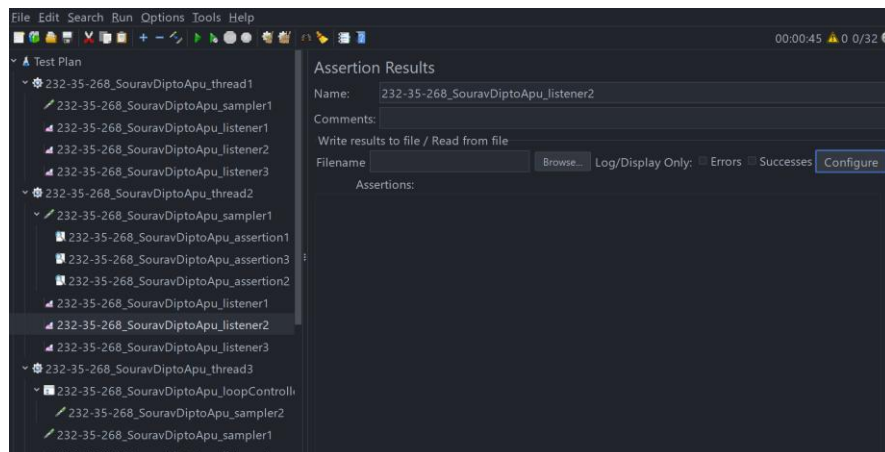 File Edit Search Run Options Tools Help
00:00:45 0 0/32
Test Plan
232-35-268_SouravDiptoApu_thread1
232-35-268_SouravDiptoApu_sampler1
232-35-268_SouravDiptoApu_listener1
232-35-268_SouravDiptoApu_listener2
232-35-268_SouravDiptoApu_listener3
232-35-268_SouravDiptoApu_thread2
232-35-268_SouravDiptoApu_sampler1
232-35-268_SouravDiptoApu_assertion1
232-35-268_SouravDiptoApu_assertion3
232-35-268_SouravDiptoApu_assertion2
232-35-268_SouravDiptoApu_listener1
232-35-268_SouravDiptoApu_listener2
232-35-268_SouravDiptoApu_listener3
232-35-268_SouravDiptoApu_thread3
232-35-268_SouravDiptoApu_loopControll
232-35-268_SouravDiptoApu_sampler2
232-35-268_SouravDiptoApu_sampler1
Assertion Results
Name: 232-35-268_SouravDiptoApu_listener2
Comments:
Write results to file / Read from file
Filename Browse... Log/Display Only: Errors Successes Configure
Assertions: